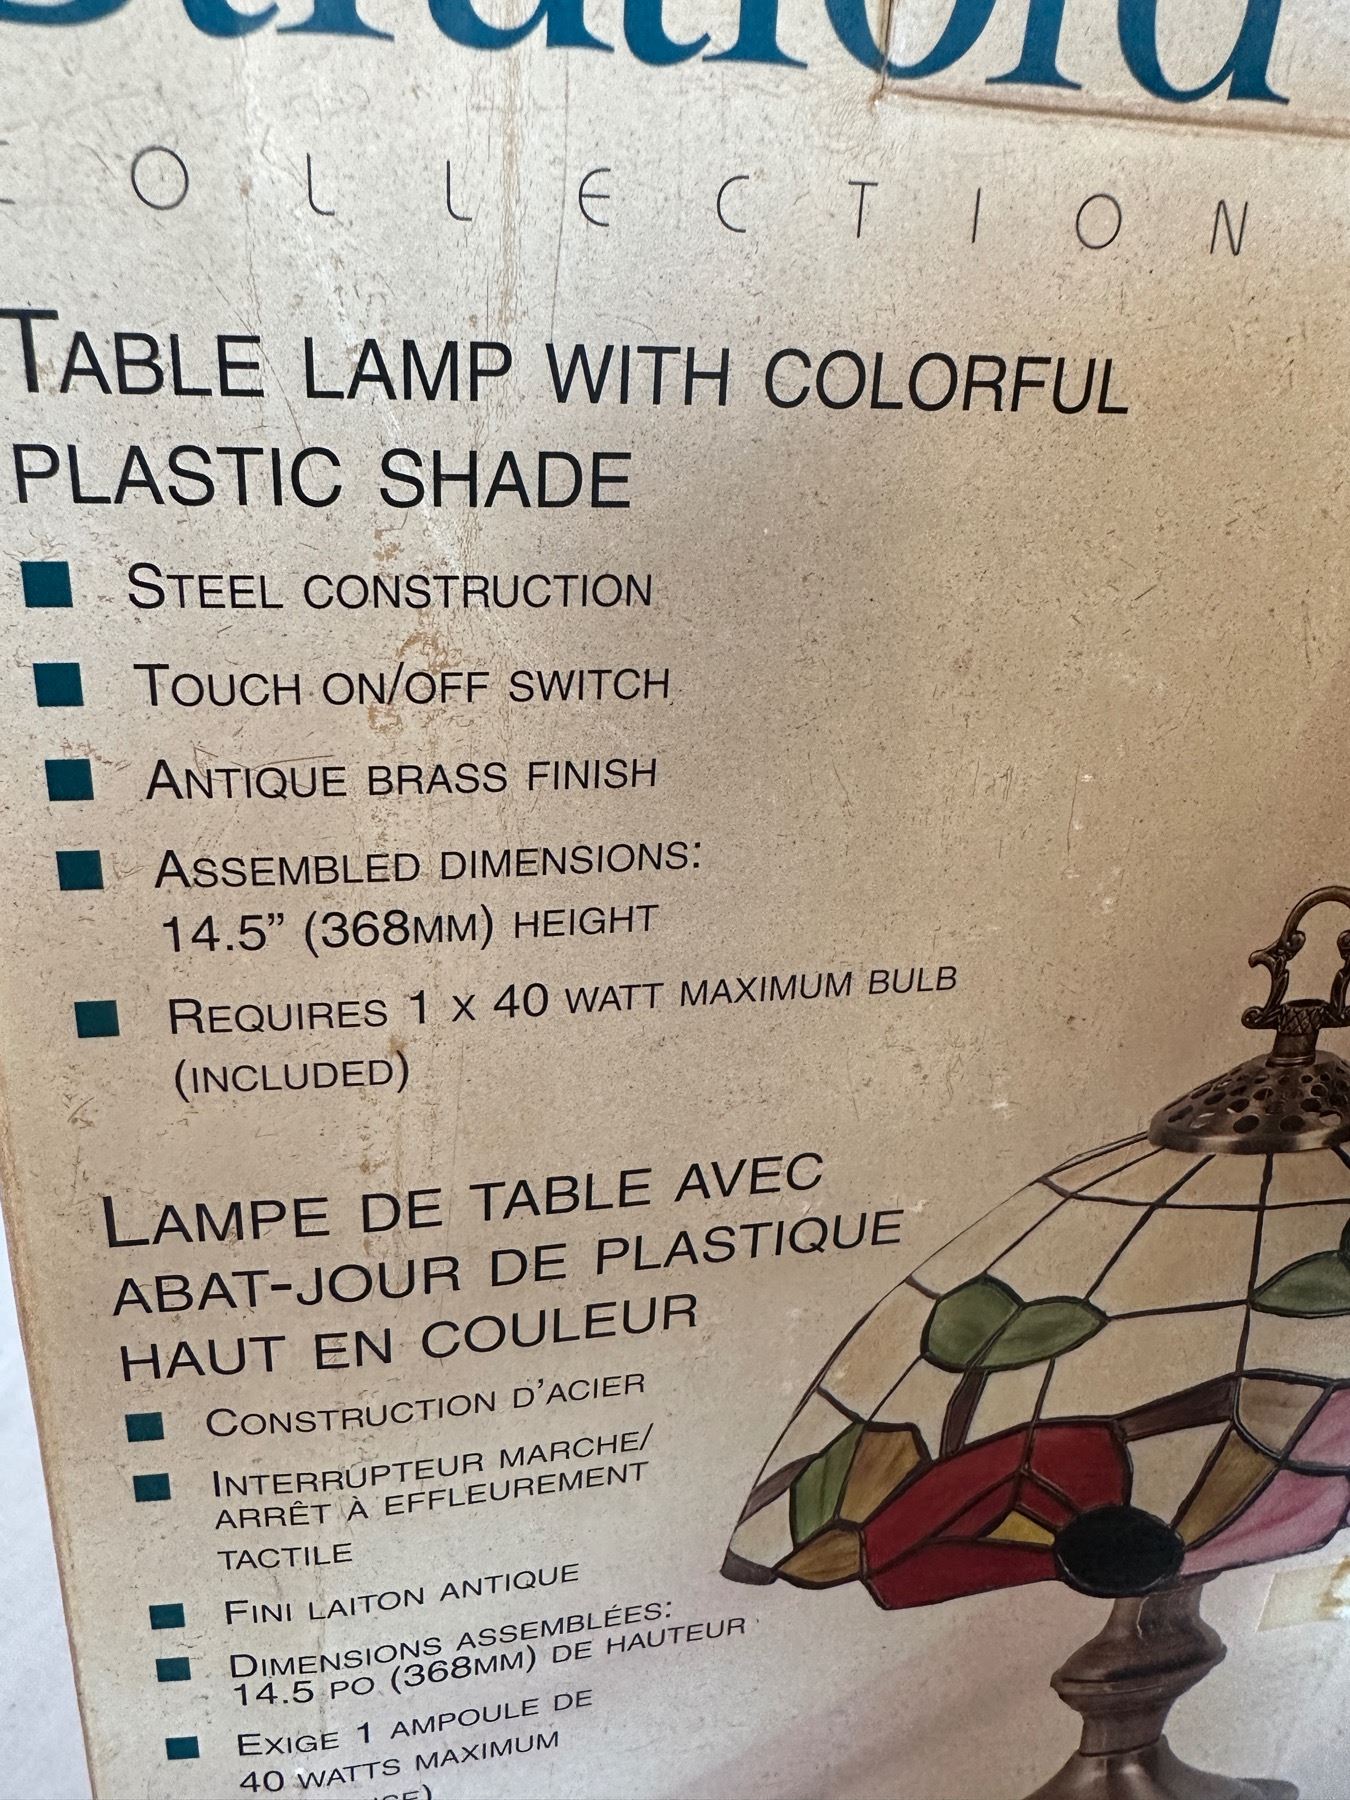 COLLECTION
TABLE LAMP WITH COLORFUL
PLASTIC SHADE
STEEL CONSTRUCTION
TOUCH ON/OFF SWITCH
ANTIQUE BRASS FINISH
ASSEMBLED DIMENSIONS:
14.5” (368MM) HEIGHT
REQUIRES 1 X 40 WATT MAXIMUM BULB
(INCLUDED)
LAMPE DE TABLE AVEC
ABAT-JOUR DE PLASTIQUE
HAUT EN COULEUR
CONSTRUCTION D’ACIER
INTERRUPTEUR MARCHE/
ARRÊT À EFFLEUREMENT
TACTILE
FINI LAITON ANTIQUE
DIMENSIONS ASSEMBLÉES:
14.5 PO (368MM) DE HAUTEUR
EXIGE 1 AMPOULE DE
40 WATTS MAXIMUM